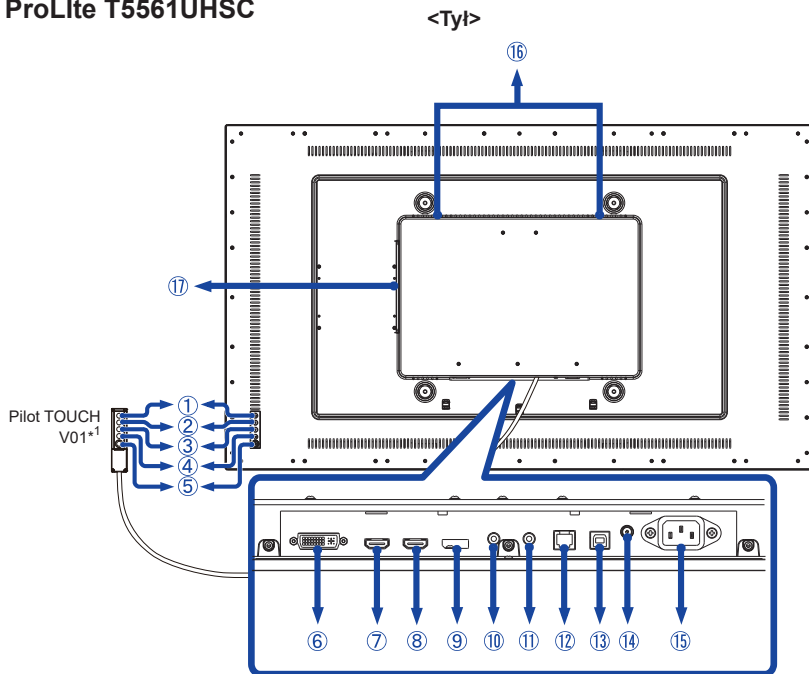 ProLIte T5561UHSC
<Tył>
⑯
⑰
Pilot TOUCH
V01*1
①
②
③
④
⑤
⑥ ⑦ ⑧ ⑨ ⑩ ⑪ ⑫ ⑬ ⑭ ⑮